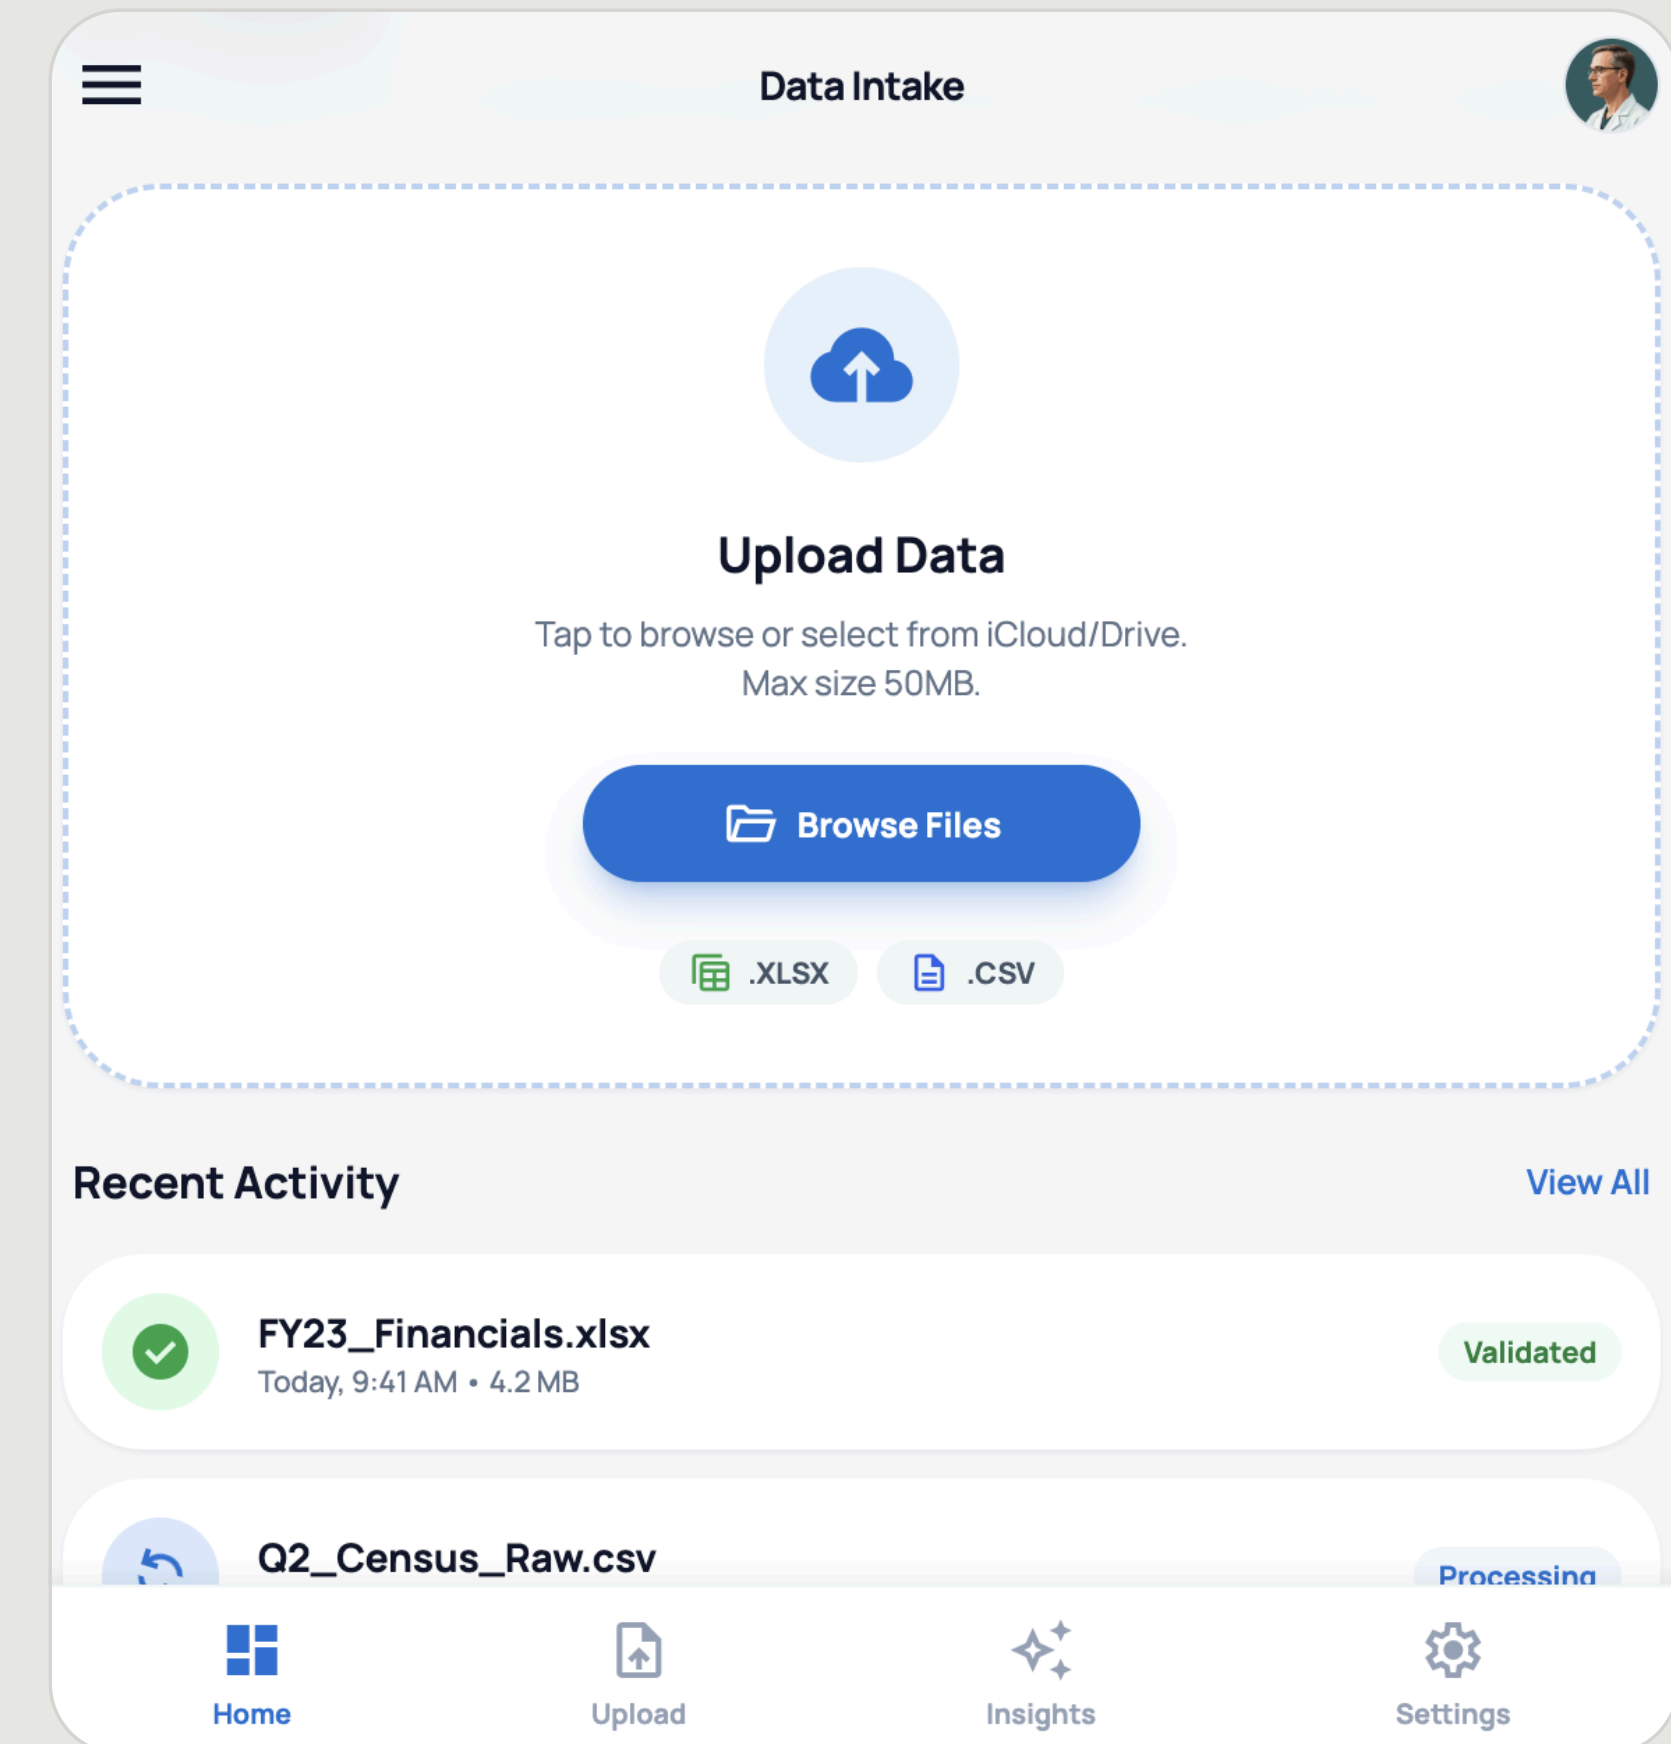 Data Intake
Upload Data
Tap to browse or select from iCloud/Drive.
Max size 50MB.
Browse Files
.XLSX
.CSV
Recent Activity
View All
FY23_Financials.xlsx
Today, 9:41 AM • 4.2 MB
Validated
Q2_Census_Raw.csv
Processing
Home
Upload
Insights
Settings